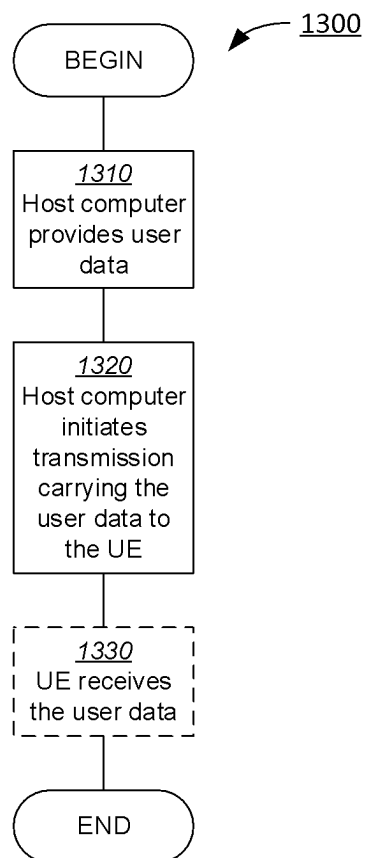 1300
BEGIN
1310
Host computer
provides user
data
1320
Host computer
initiates
transmission
carrying the
user data to
the UE
1330
UE receives
the user data
END